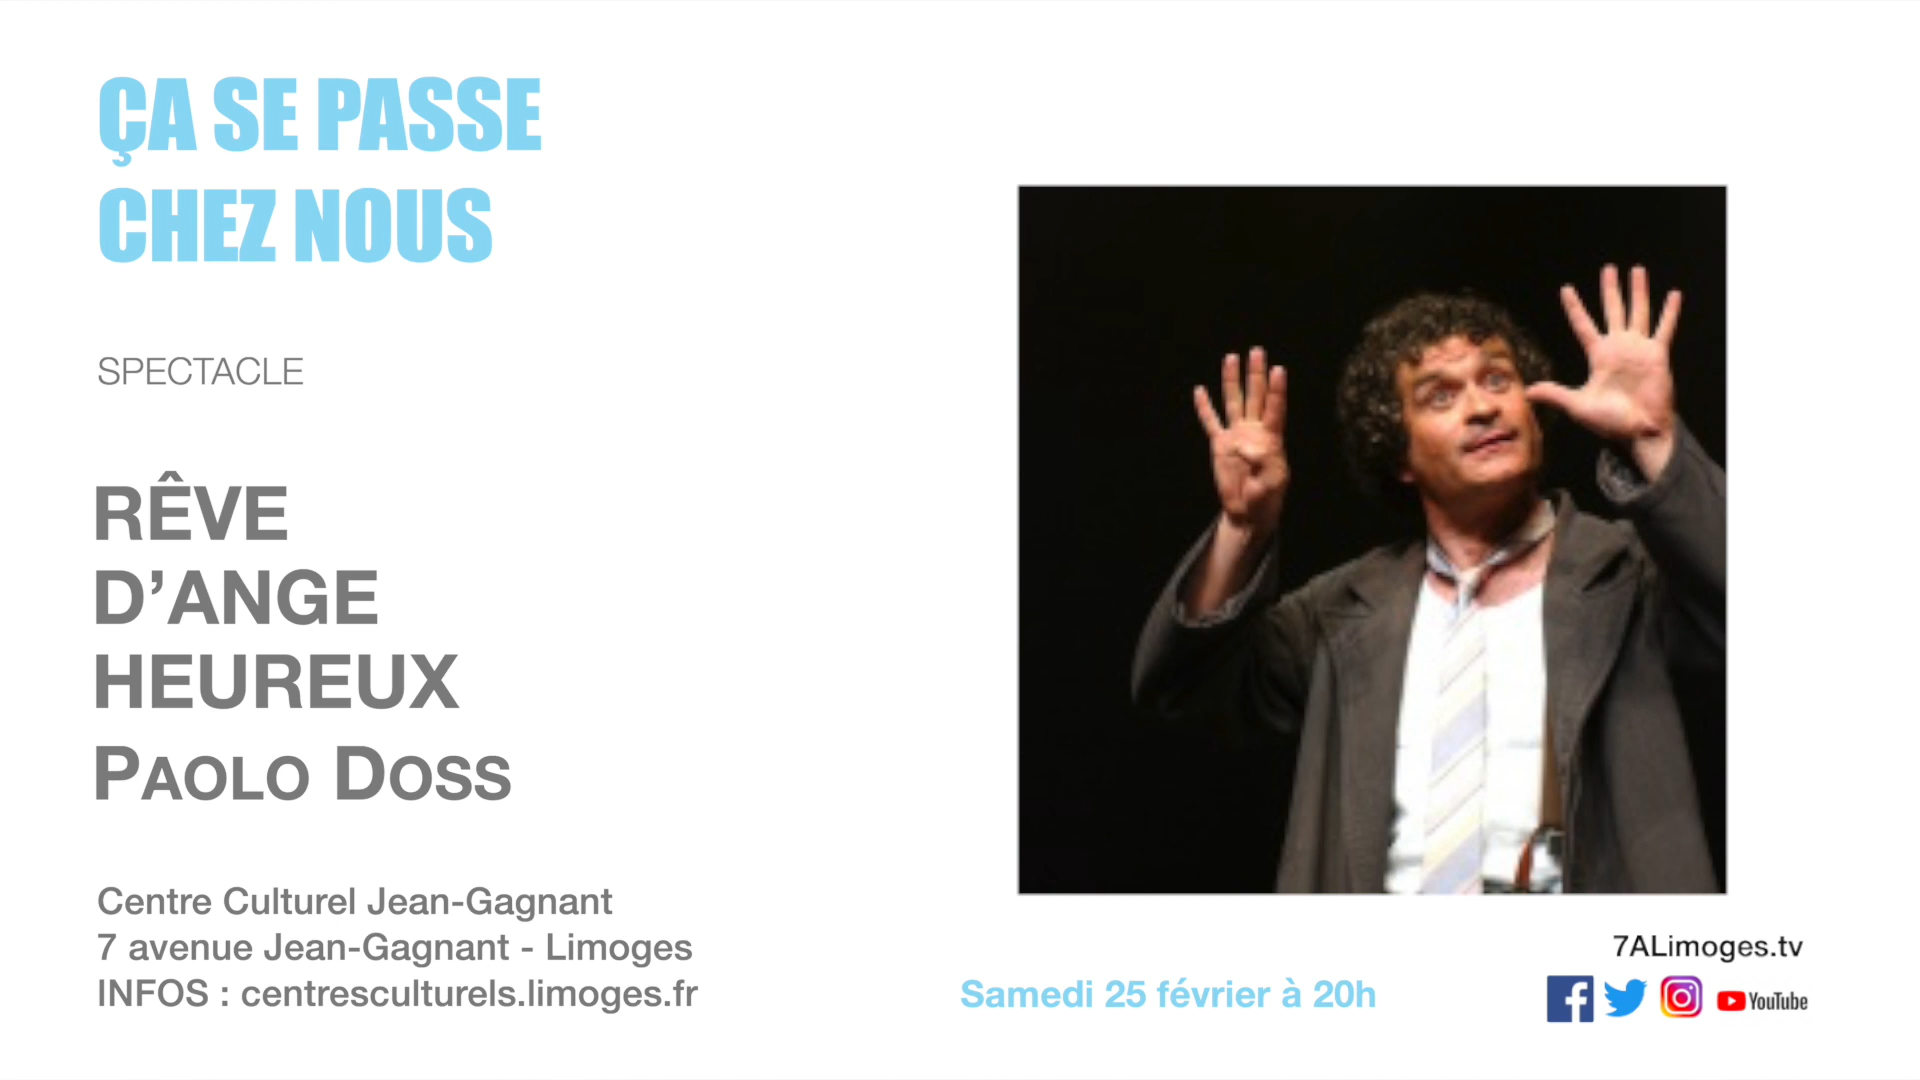 ÇA SE PASSE
CHEZ NOUS
SPECTACLE
RÊVE
D’ANGE
HEUREUX
PAOLO DOSS
Centre Culturel Jean-Gagnant
7 avenue Jean-Gagnant - Limoges
INFOS : centresculturels.limoges.fr
Samedi 25 février à 20h
7ALimoges.tv
YouTube